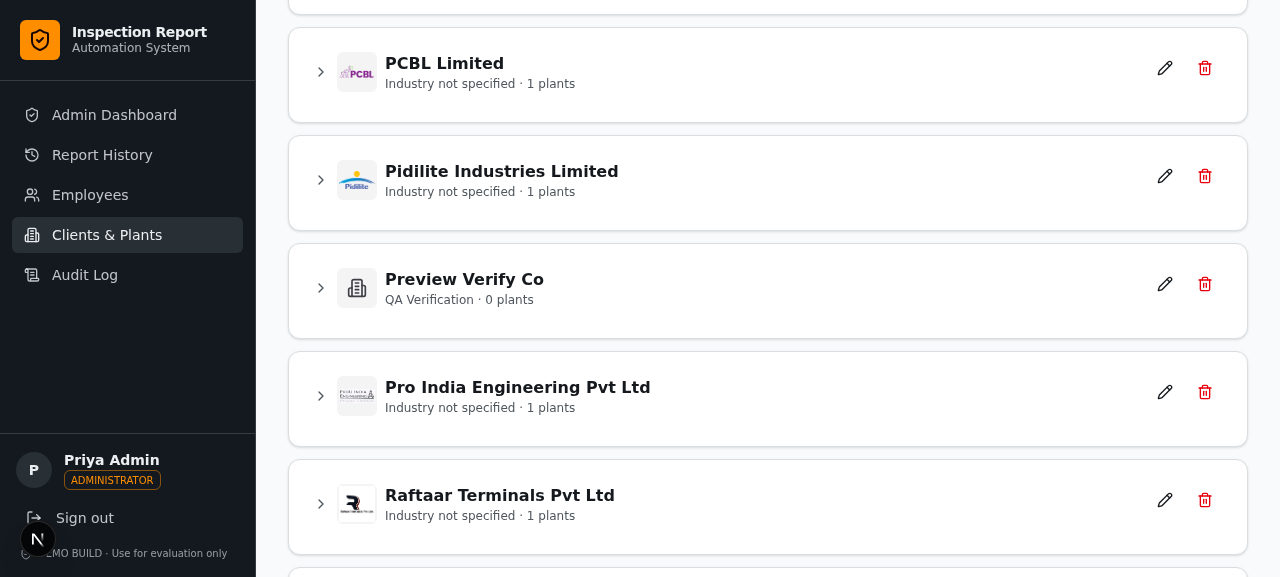 Inspection Report
Automation System
Admin Dashboard
Report History
Employees
Clients & Plants
Audit Log
P
Priya Admin
ADMINISTRATOR
Sign out
N
EMO BUILD · Use for evaluation only
PCBL
PCBL Limited
Industry not specified · 1 plants
Pidilite
Pidilite Industries Limited
Industry not specified · 1 plants
Preview Verify Co
QA Verification · 0 plants
Pro India Engineering Pvt Ltd
Industry not specified · 1 plants
Raftaar Terminals Pvt Ltd
Industry not specified · 1 plants